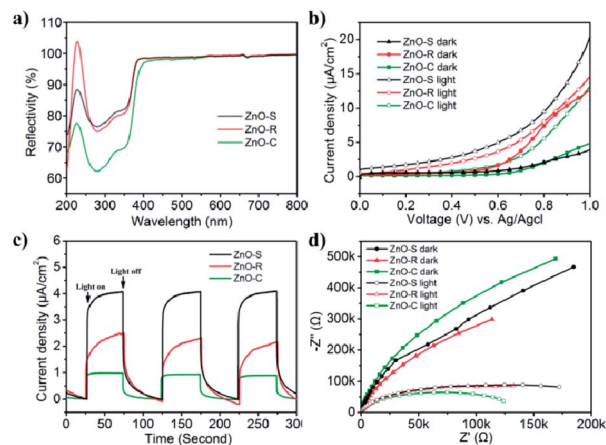 a)
Reflectivity (%)
100
90
80
70
60
ZnO-S
ZnO-R
ZnO-C
200 300 400 500 600 700 800
Wavelength (nm)
b)
Current density (μA/cm²)
20
15
10
5
0
ZnO-S dark
ZnO-R dark
ZnO-C dark
ZnO-S light
ZnO-R light
ZnO-C light
0.0 0.2 0.4 0.6 0.8 1.0
Voltage (V) vs. Ag/Agcl
c)
Current density (μA/cm²)
6
5
4
3
2
1
0
Light on
Light off
ZnO-S
ZnO-R
ZnO-C
0 50 100 150 200 250 300
Time (Second)
d)
-Z'' (Ω)
500k
400k
300k
200k
100k
0
ZnO-S dark
ZnO-R dark
ZnO-C dark
ZnO-S light
ZnO-R light
ZnO-C light
0 50k 100k 150k 200k
Z' (Ω)